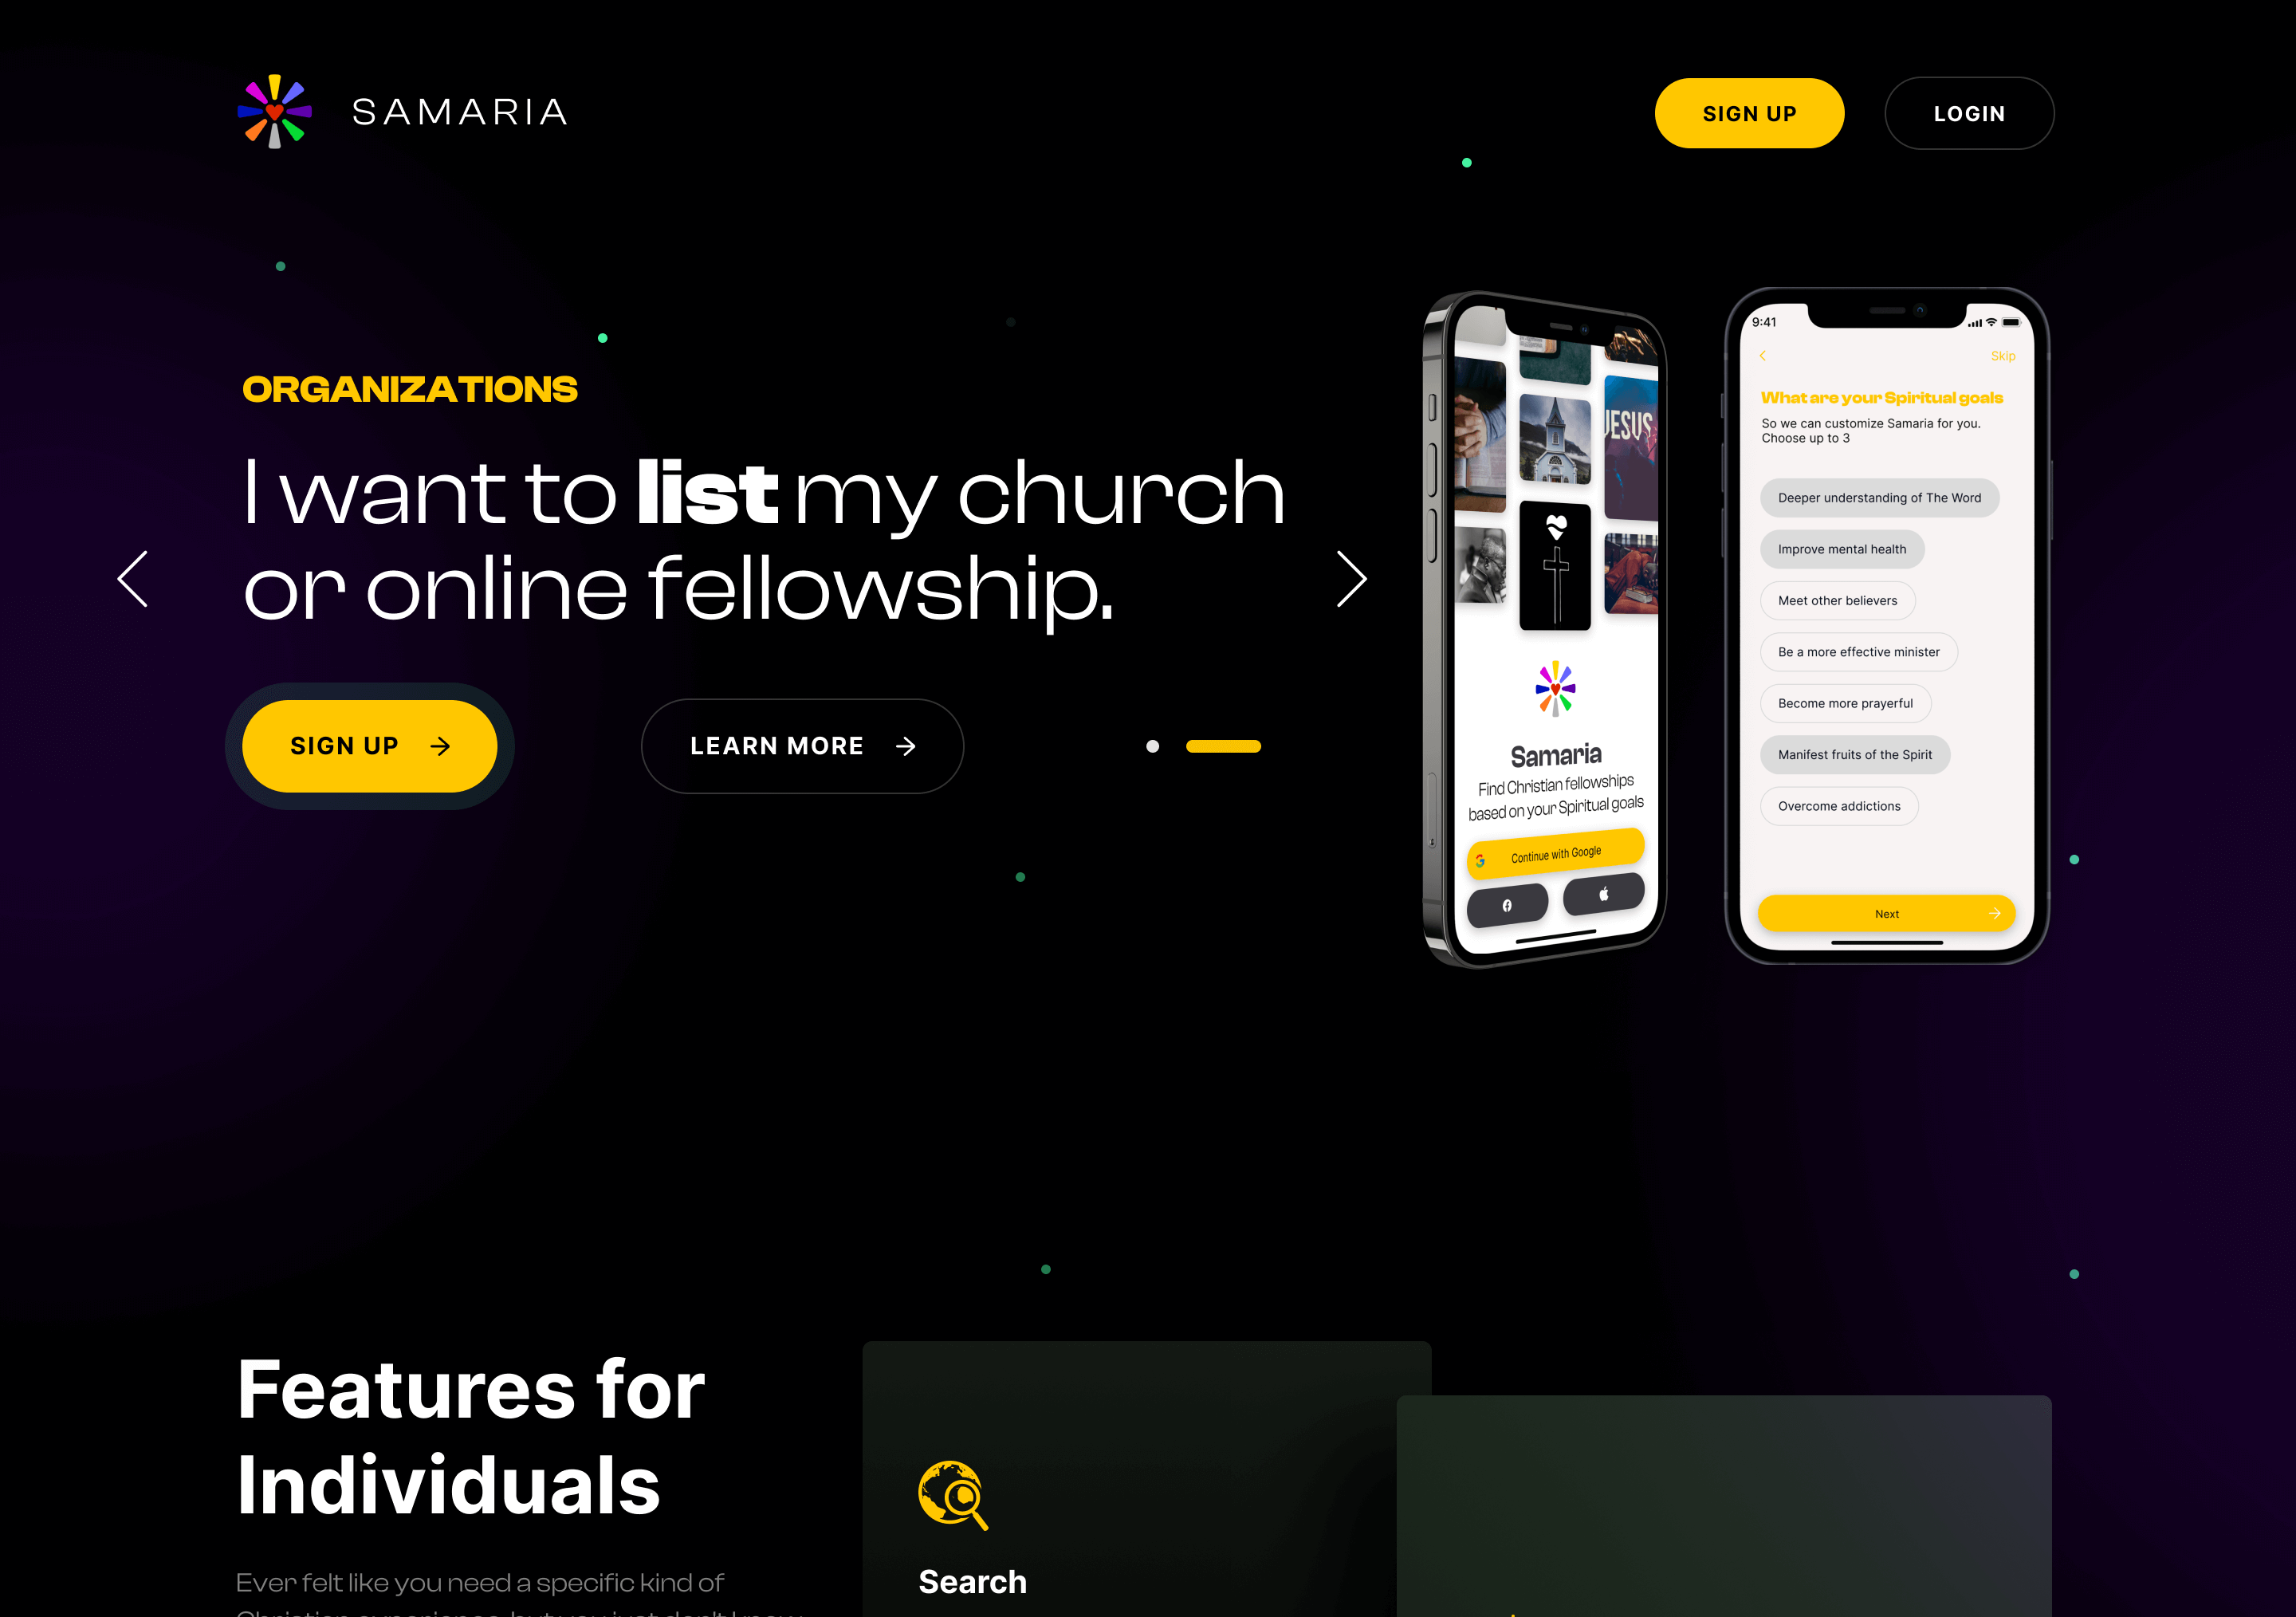 SAMARIA
SIGN UP
LOGIN
ORGANIZATIONS
I want to list my church
or online fellowship.
SIGN UP
LEARN MORE
JESUS
Samaria
Find Christian fellowships
based on your Spiritual goals
Continue with Google
9:41
Skip
What are your Spiritual goals
So we can customize Samaria for you.
Choose up to 3
Deeper understanding of The Word
Improve mental health
Meet other believers
Be a more effective minister
Become more prayerful
Manifest fruits of the Spirit
Overcome addictions
Next
Features for
Individuals
Ever felt like you need a specific kind of
Search